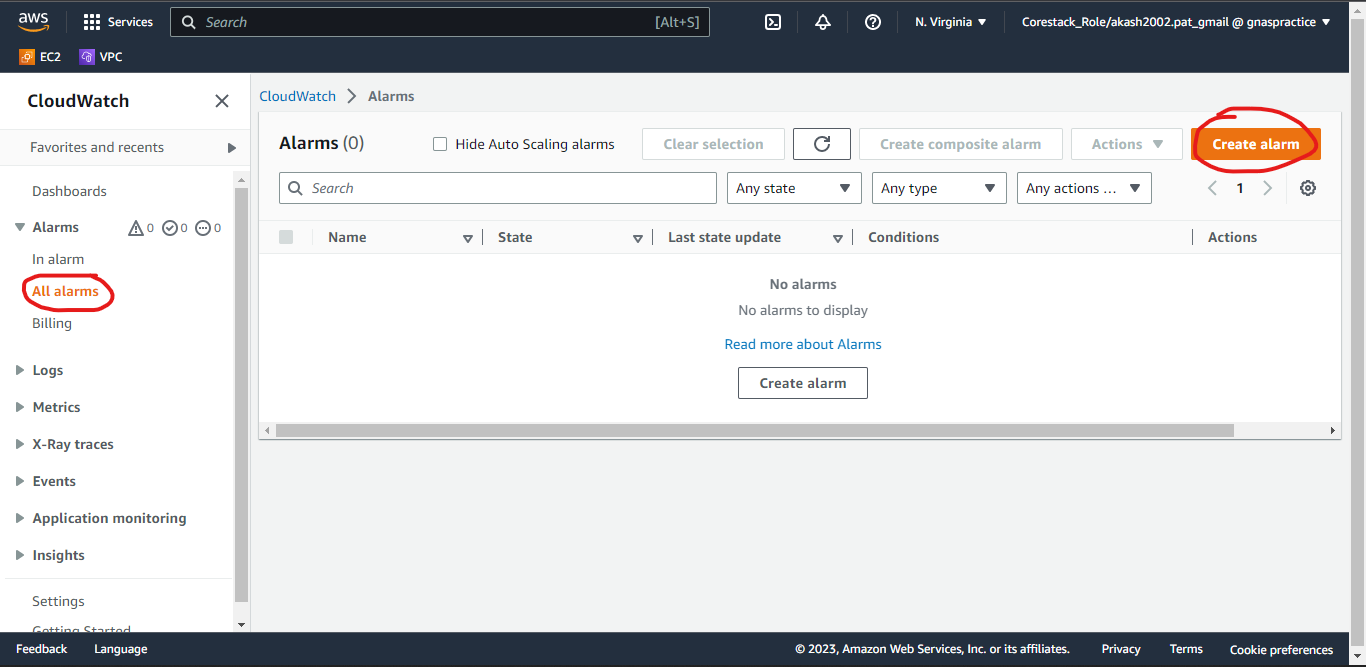 aws Services Search [Alt+S] N. Virginia Corestack_Role/akash2002.pat_gmail @ gnaspractice
EC2 VPC
CloudWatch
Favorites and recents
Dashboards
Alarms 0 0 0
In alarm
All alarms
Billing
Logs
Metrics
X-Ray traces
Events
Application monitoring
Insights
Settings
Getting Started
CloudWatch Alarms
Alarms (0) Hide Auto Scaling alarms Clear selection Create composite alarm Actions Create alarm
Search Any state Any type Any actions ... 1
Name State Last state update Conditions Actions
No alarms
No alarms to display
Read more about Alarms
Create alarm
Feedback Language © 2023, Amazon Web Services, Inc. or its affiliates. Privacy Terms Cookie preferences